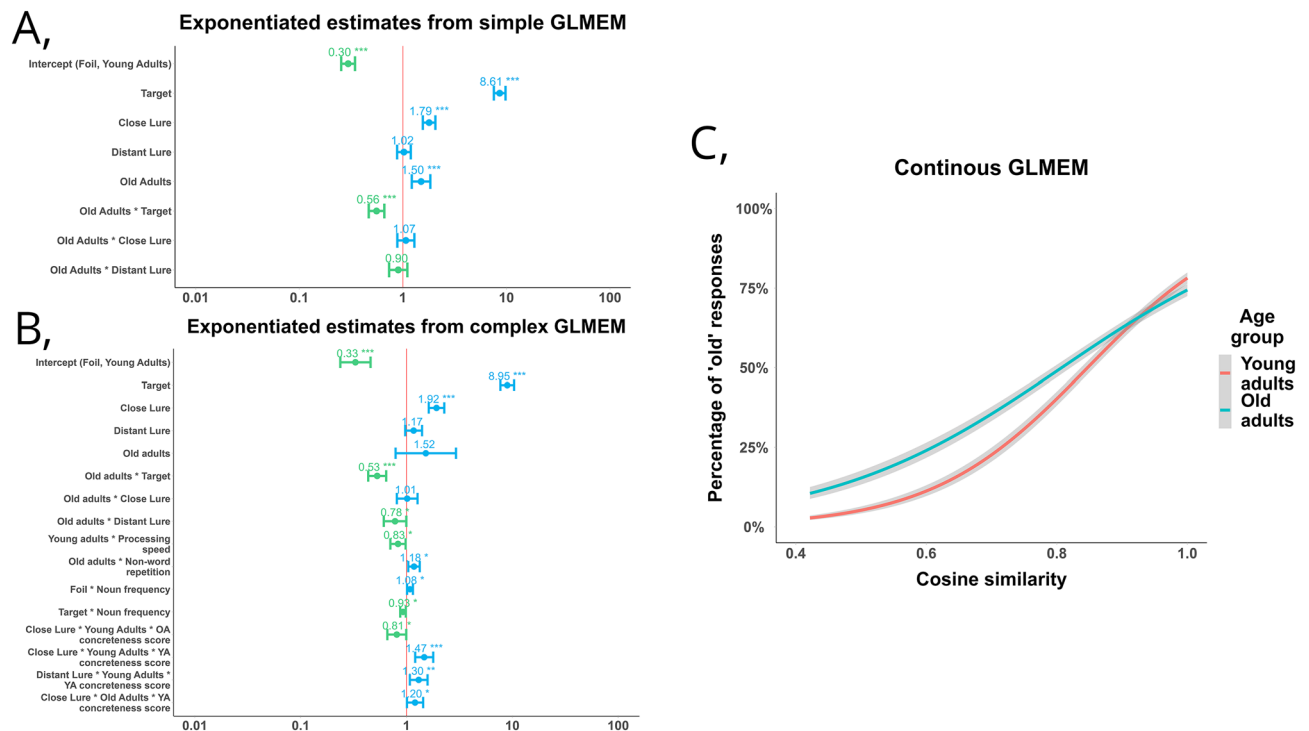 A,
Exponentiated estimates from simple GLMEM
Intercept (Foil, Young Adults)
0.30 ***
Target
8.61 ***
Close Lure
1.79 ***
Distant Lure
1.02
Old Adults
1.50 ***
Old Adults * Target
0.56 ***
Old Adults * Close Lure
1.07
Old Adults * Distant Lure
0.90
0.01 0.1 1 10 100
B,
Exponentiated estimates from complex GLMEM
Intercept (Foil, Young Adults)
0.33 ***
Target
8.95 ***
Close Lure
1.92 ***
Distant Lure
1.17
Old adults
1.52
Old adults * Target
0.53 ***
Old adults * Close Lure
1.01
Old adults * Distant Lure
0.78 *
Young adults * Processing
speed
0.83 *
Old adults * Non-word
repetition
1.18 *
Foil * Noun frequency
1.08 *
Target * Noun frequency
0.93 *
Close Lure * Young Adults * OA
concreteness score
0.81 *
Close Lure * Young Adults * YA
concreteness score
1.47 ***
Distant Lure * Young Adults *
YA concreteness score
1.30 **
Close Lure * Old Adults * YA
concreteness score
1.20 *
0.01 0.1 1 10 100
C,
Continous GLMEM
Percentage of 'old' responses
100%
75%
50%
25%
0%
0.4 0.6 0.8 1.0
Cosine similarity
Age
group
Young
adults
Old
adults